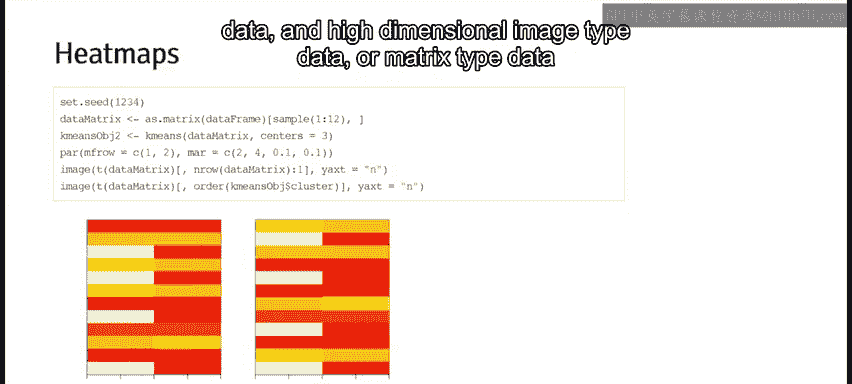 data, and high dimensional image type
data, or matrix type data
Heatmaps
set.seed(1234)
dataMatrix <- as.matrix(dataFrame)[sample(1:12), ]
kmeansObj2 <- kmeans(dataMatrix, centers = 3)
par(mfrow = c(1, 2), mar = c(2, 4, 0.1, 0.1))
image(t(dataMatrix)[, nrow(dataMatrix):1], yaxt = "n")
image(t(dataMatrix)[, order(kmeansObj$cluster)], yaxt = "n")